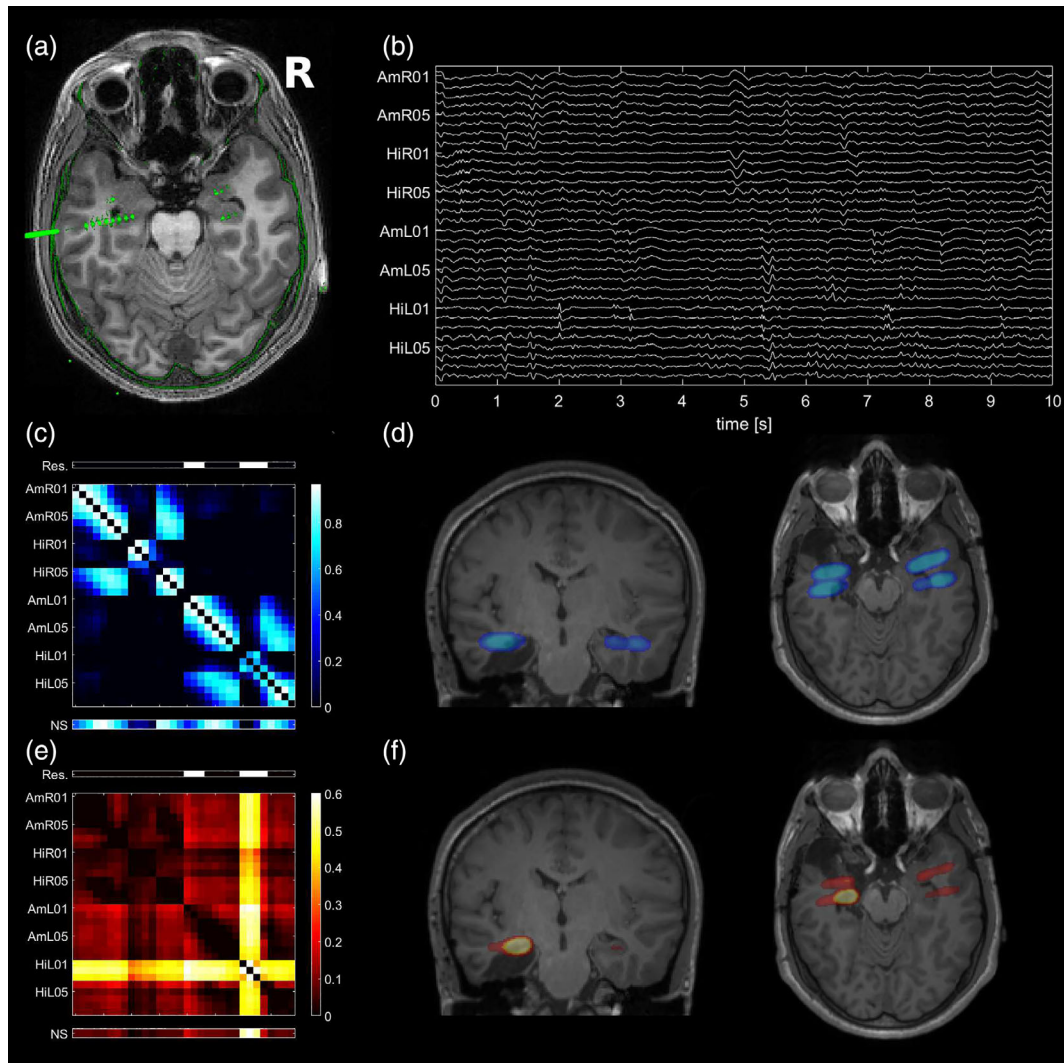 (a)
R
(b)
AmR01
AmR05
HiR01
HiR05
AmL01
AmL05
HiL01
HiL05
0 1 2 3 4 5 6 7 8 9 10
time [s]
(c)
Res.
AmR01
AmR05
HiR01
HiR05
AmL01
AmL05
HiL01
HiL05
NS
0.8
0.6
0.4
0.2
0
(d)
(e)
Res.
AmR01
AmR05
HiR01
HiR05
AmL01
AmL05
HiL01
HiL05
NS
0.6
0.5
0.4
0.3
0.2
0.1
0
(f)